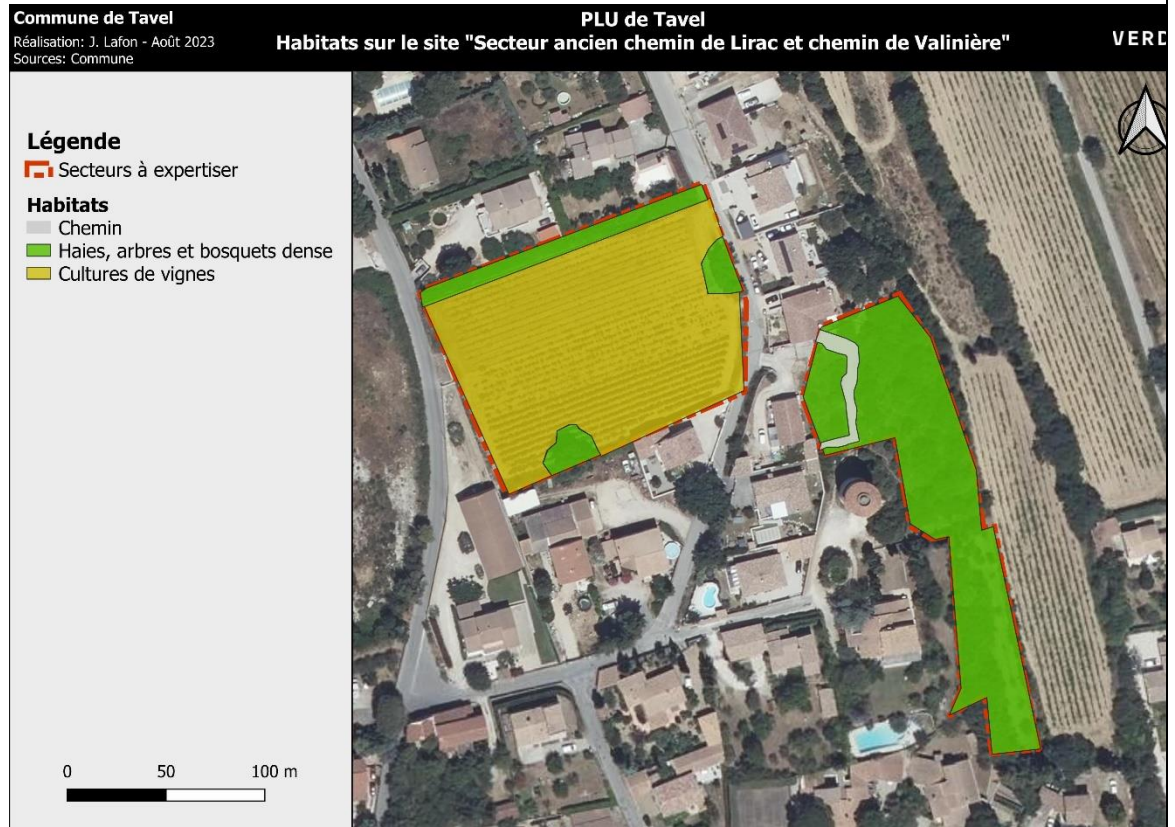 Commune de Tavel
Réalisation: J. Lafon - Août 2023
Sources: Commune
PLU de Tavel
Habitats sur le site "Secteur ancien chemin de Lirac et chemin de Valinière"
VERD
Légende
Secteurs à expertiser
Habitats
Chemin
Haies, arbres et bosquets dense
Cultures de vignes
0 50 100 m